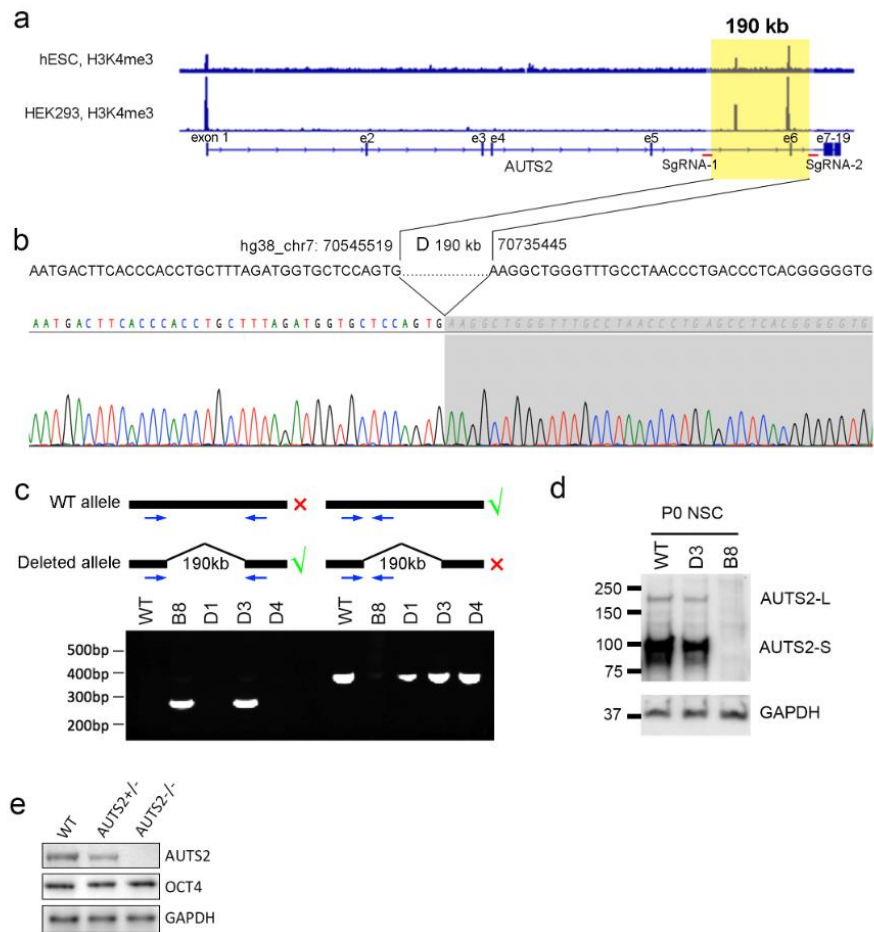 a
190 kb
hESC, H3K4me3
HEK293, H3K4me3
exon 1 e2 e3 e4 e5 e6 e7-19
AUTS2 SgRNA-1 SgRNA-2
b
hg38_chr7: 70545519 D 190 kb 70735445
AATGACTTCACCCACCTGCTTTAGATGGTGCTCCAGTG AAGGCTGGGTTTGCCTAACCCTGACCCTCACGGGGGTG
AATGACTTCACCCACCTGCTTTAGATGGTGCTCCAGTG AAGGCTGGGTTTGCCTAACCCTGAGCCTCACGGGGGTG
c
WT allele × √
Deleted allele 190kb √ 190kb ×
WT B8 D1 D3 D4 WT B8 D1 D3 D4
500bp
400bp
300bp
200bp
d
P0 NSC
WT D3 B8
250
150
100
75
37
AUTS2-L
AUTS2-S
GAPDH
e
WT AUTS2+/- AUTS2-/-
AUTS2
OCT4
GAPDH